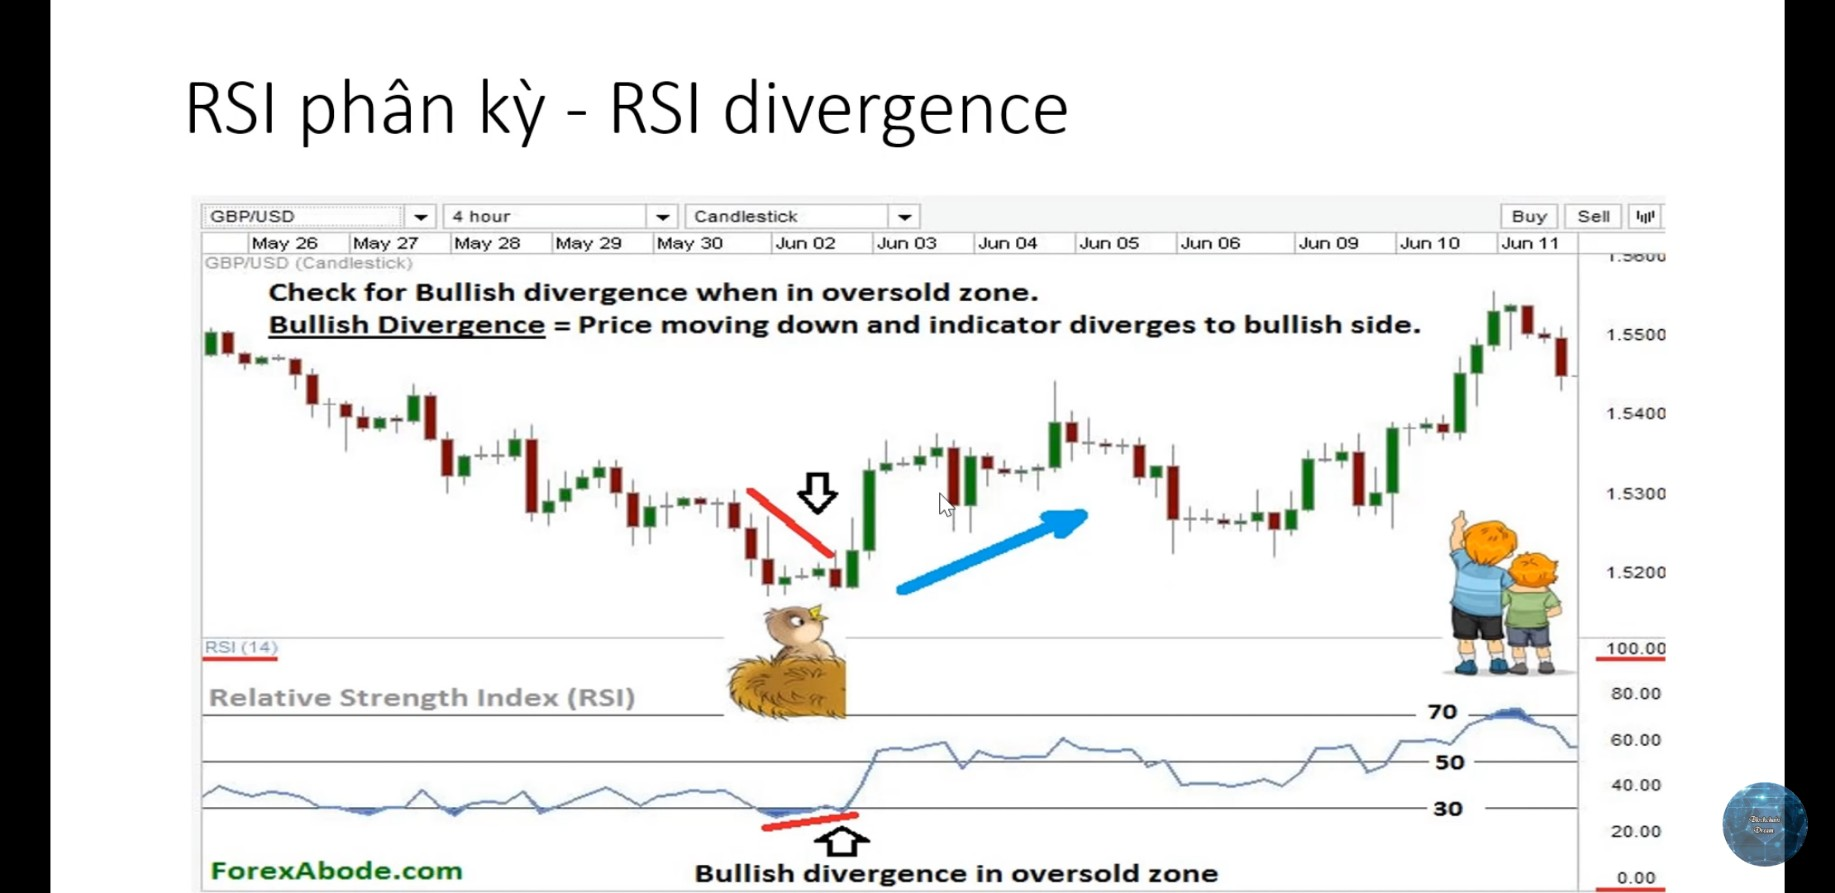 RSI phân kỳ - RSI divergence
GBP/USD 4 hour Candlestick Buy Sell
May 26 May 27 May 28 May 29 May 30 Jun 02 Jun 03 Jun 04 Jun 05 Jun 06 Jun 09 Jun 10 Jun 11
GBP/USD (Candlestick)
Check for Bullish divergence when in oversold zone.
Bullish Divergence = Price moving down and indicator diverges to bullish side.
1.5500
1.5400
1.5300
1.5200
RSI (14)
100.00
Relative Strength Index (RSI)
80.00
70
60.00
50
40.00
30
20.00
ForexAbode.com
Bullish divergence in oversold zone
0.00